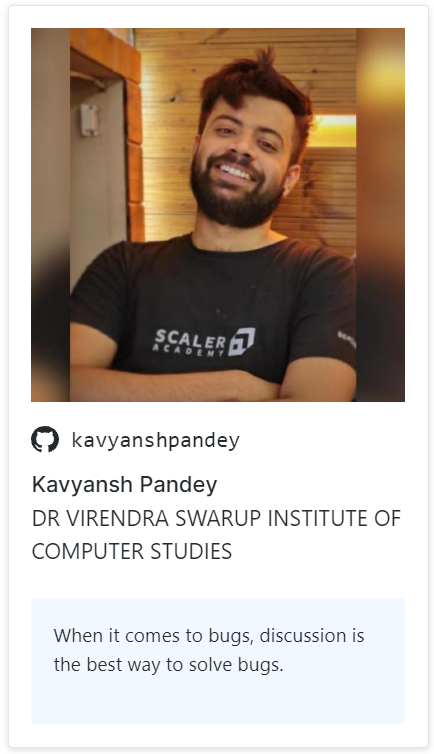 SCALER
ACADEMY
kavyanshpandey
Kavyansh Pandey
DR VIRENDRA SWARUP INSTITUTE OF
COMPUTER STUDIES
When it comes to bugs, discussion is
the best way to solve bugs.